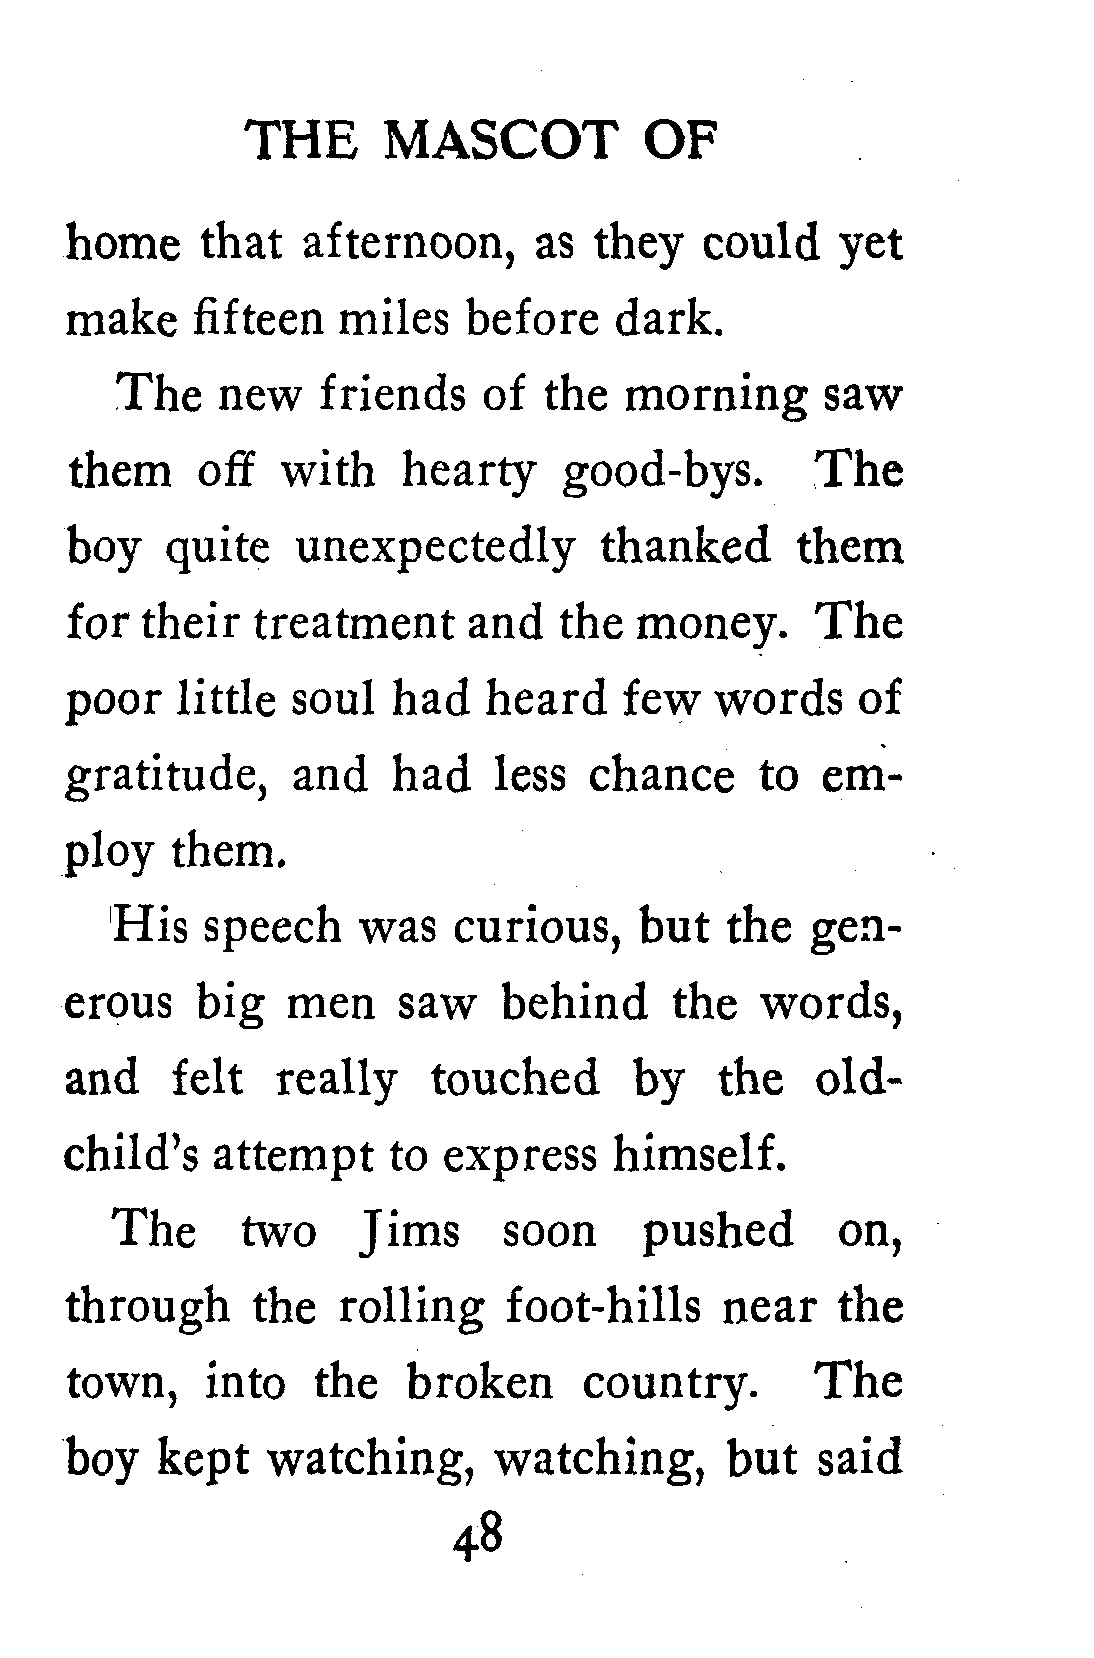 THE MASCOT OF
home that afternoon, as they could yet
make fifteen miles before dark.
The new friends of the morning saw
them off with hearty good-bys. The
boy quite unexpectedly thanked them
for their treatment and the money. The
poor little soul had heard few words of
gratitude, and had less chance to em-
ploy them.
His speech was curious, but the gen-
erous big men saw behind the words,
and felt really touched by the old-
child's attempt to express himself.
The two Jims soon pushed on,
through the rolling foot-hills near the
town, into the broken country. The
boy kept watching, watching, but said
48